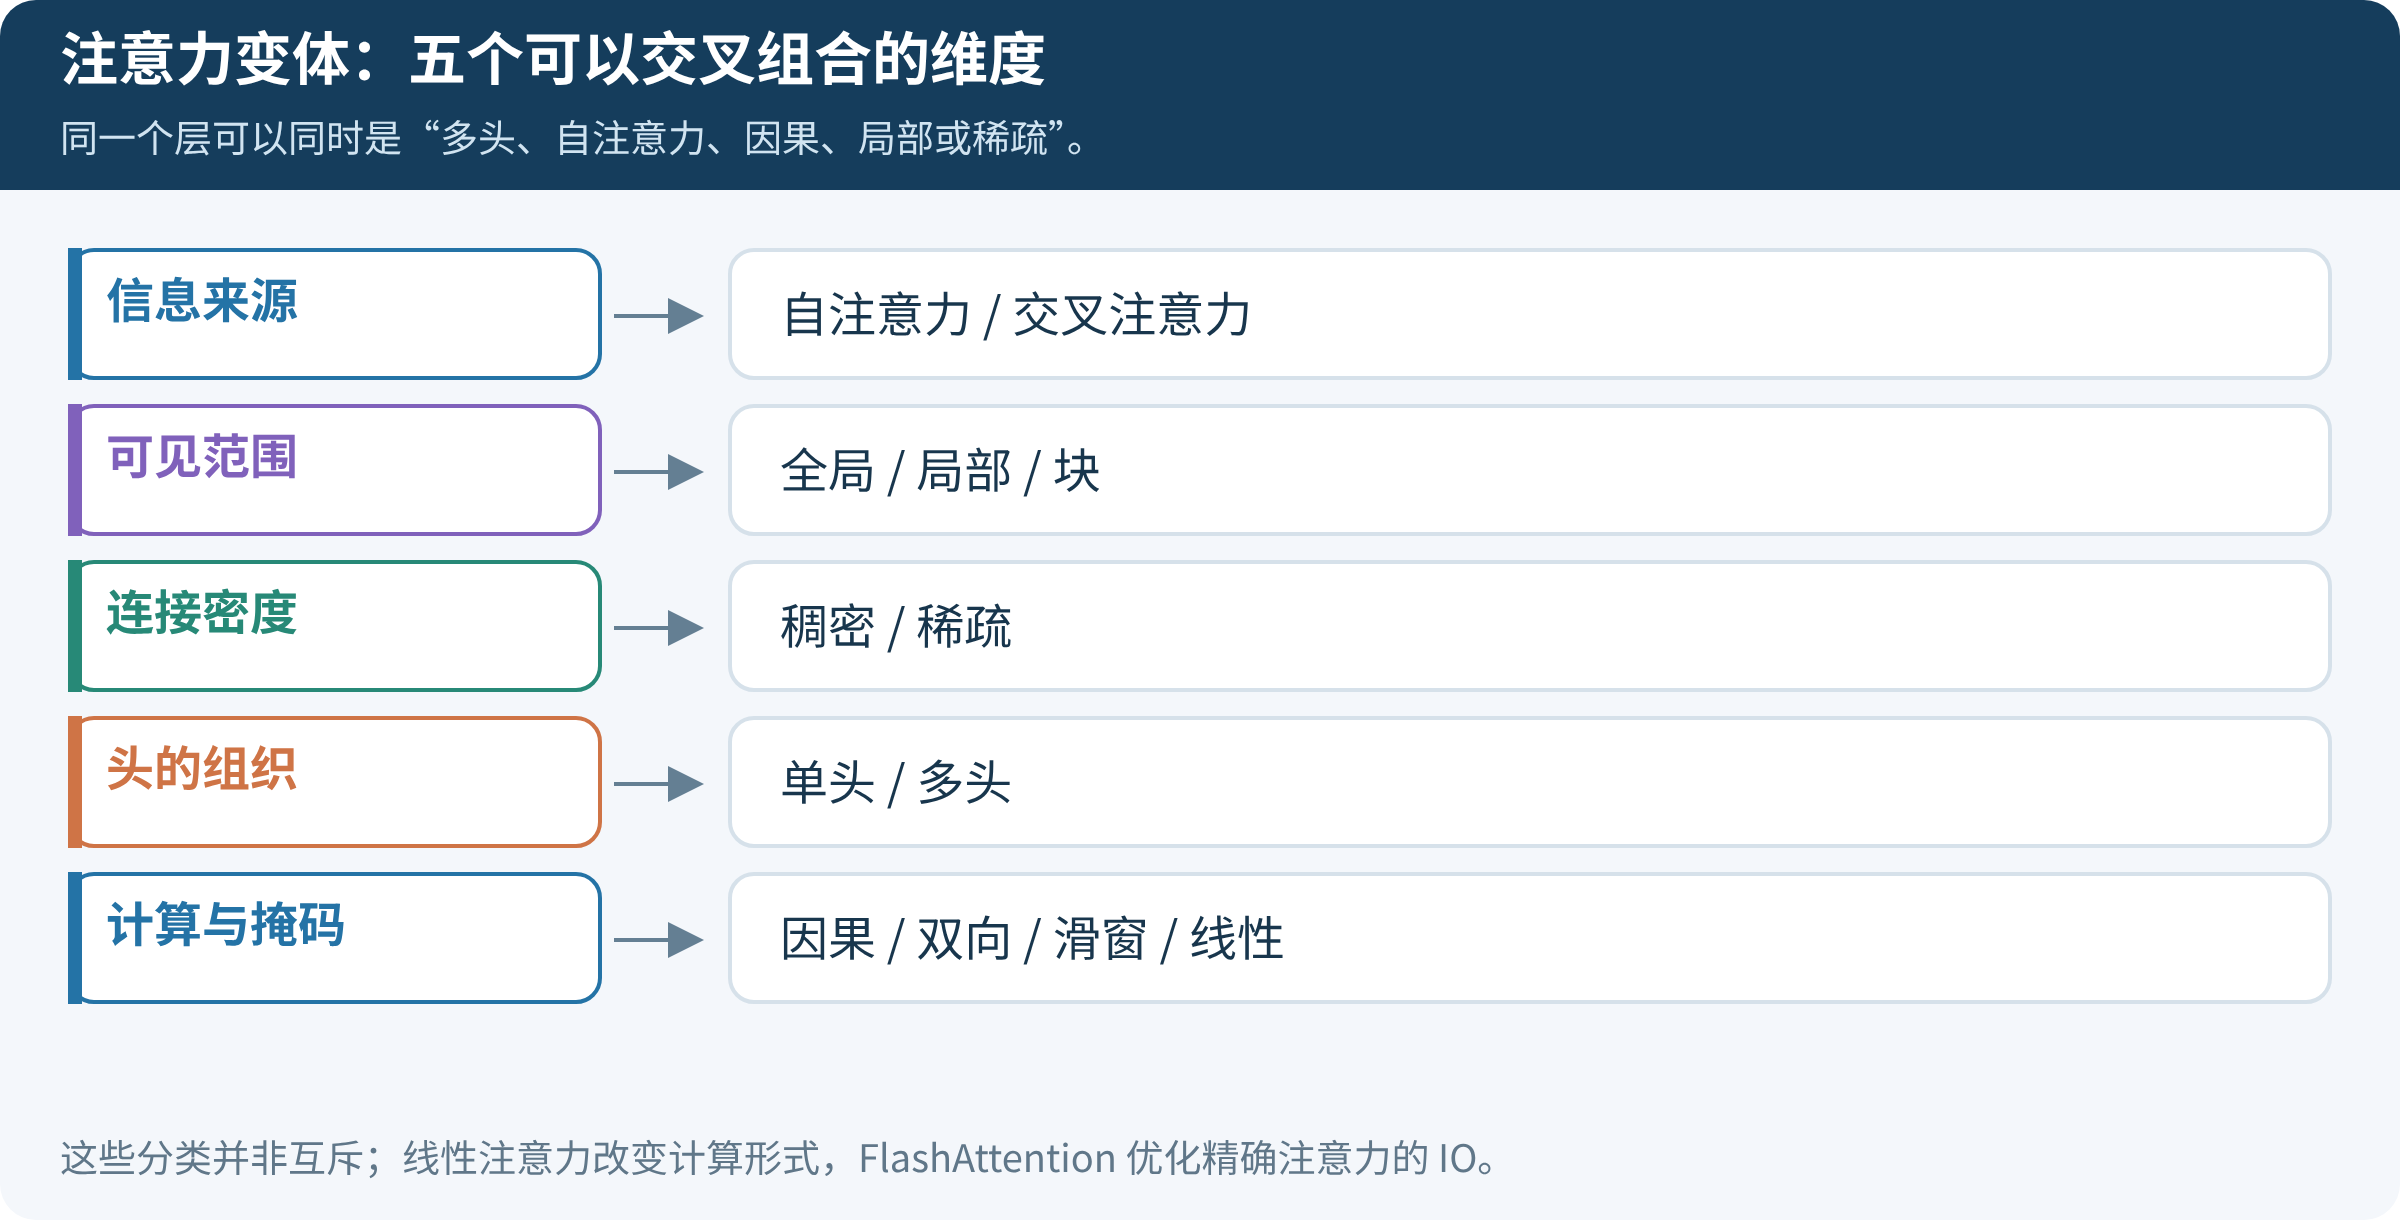 注意力变体：五个可以交叉组合的维度
同一个层可以同时是“多头、自注意力、因果、局部或稀疏”。
信息来源
自注意力 / 交叉注意力
可见范围
全局 / 局部 / 块
连接密度
稠密 / 稀疏
头的组织
单头 / 多头
计算与掩码
因果 / 双向 / 滑窗 / 线性
这些分类并非互斥；线性注意力改变计算形式，FlashAttention 优化精确注意力的 IO。